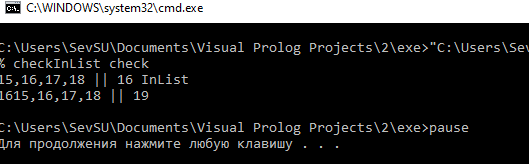 C:\WINDOWS\system32\cmd.exe
C:\Users\SevSU\Documents\Visual Prolog Projects\2\exe>"C:\Users\Sev
% checkInList check
15,16,17,18 || 16 InList
1615,16,17,18 || 19
C:\Users\SevSU\Documents\Visual Prolog Projects\2\exe>pause
Для продолжения нажмите любую клавишу . . .